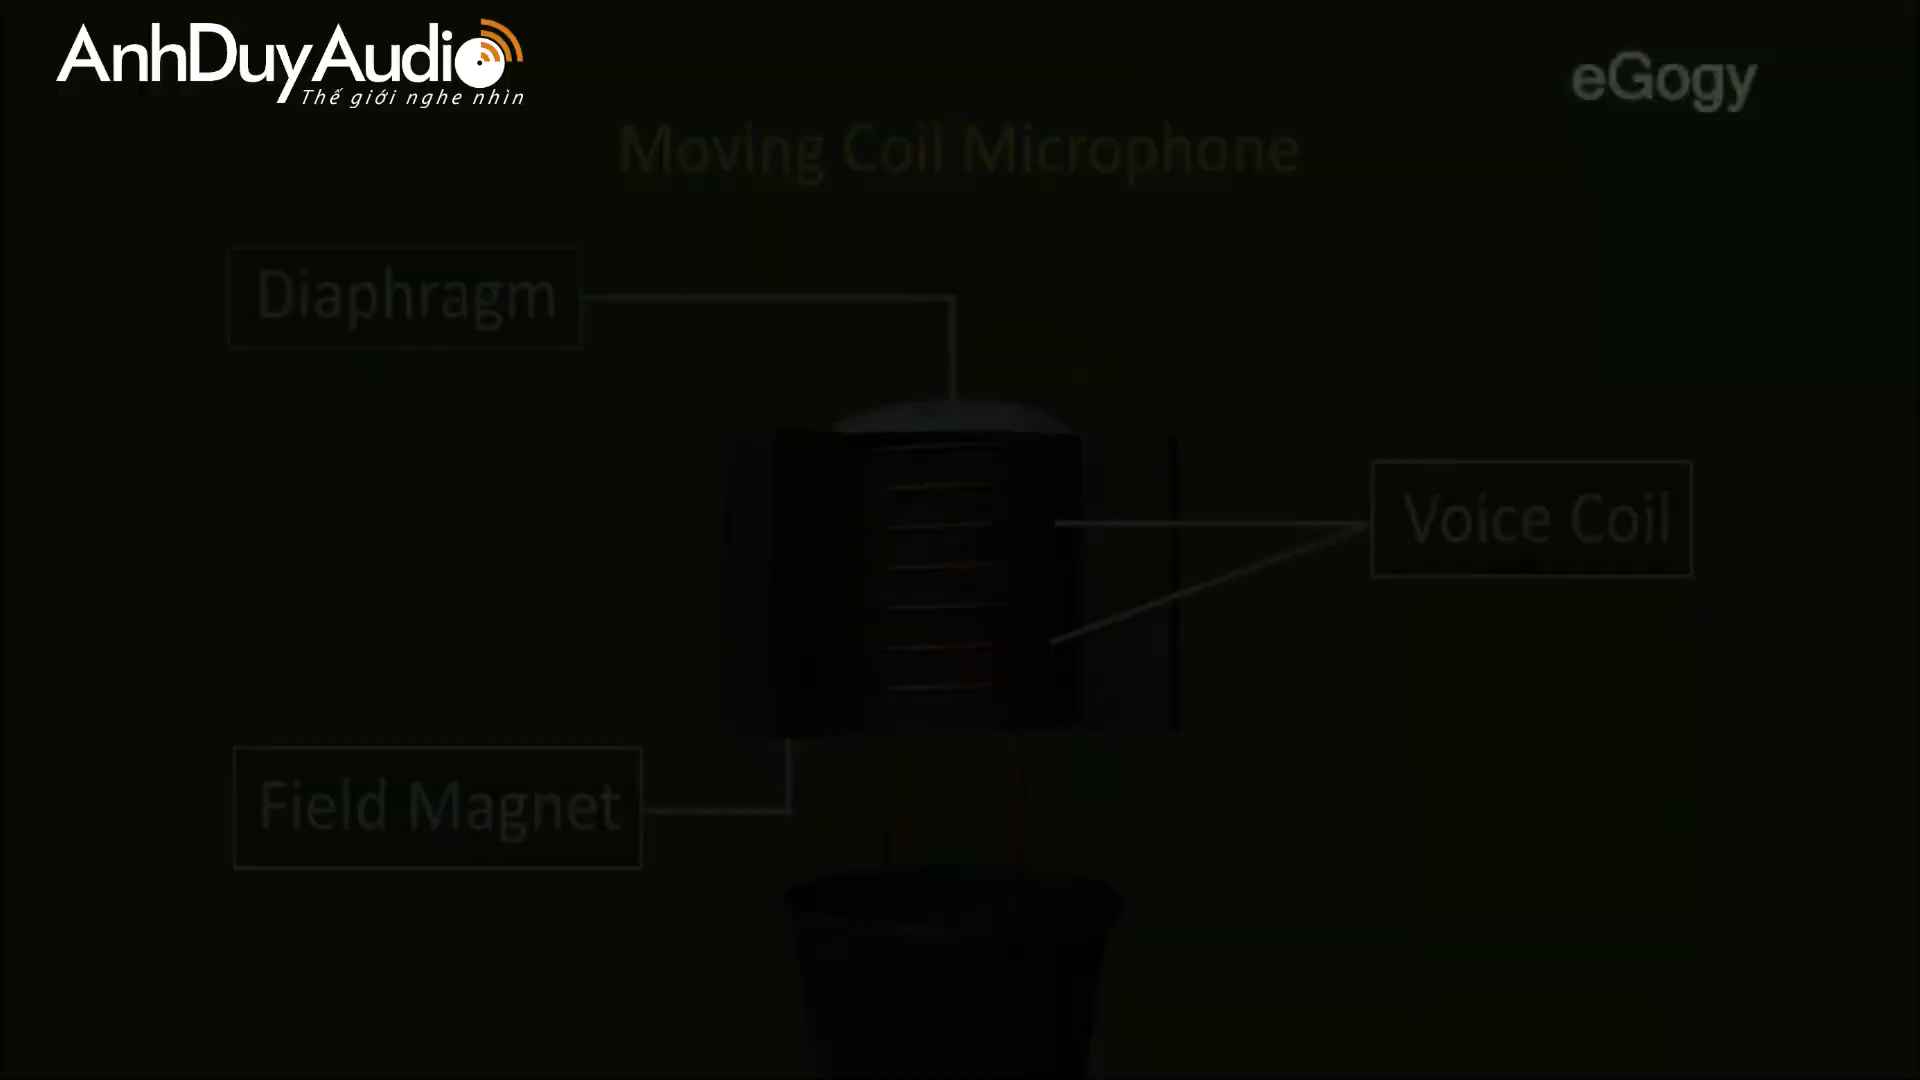 AnhDuyAudio
Thế giới nghe nhìn
eGogy
Moving Coil Microphone
Diaphragm
Voice Coil
Field Magnet